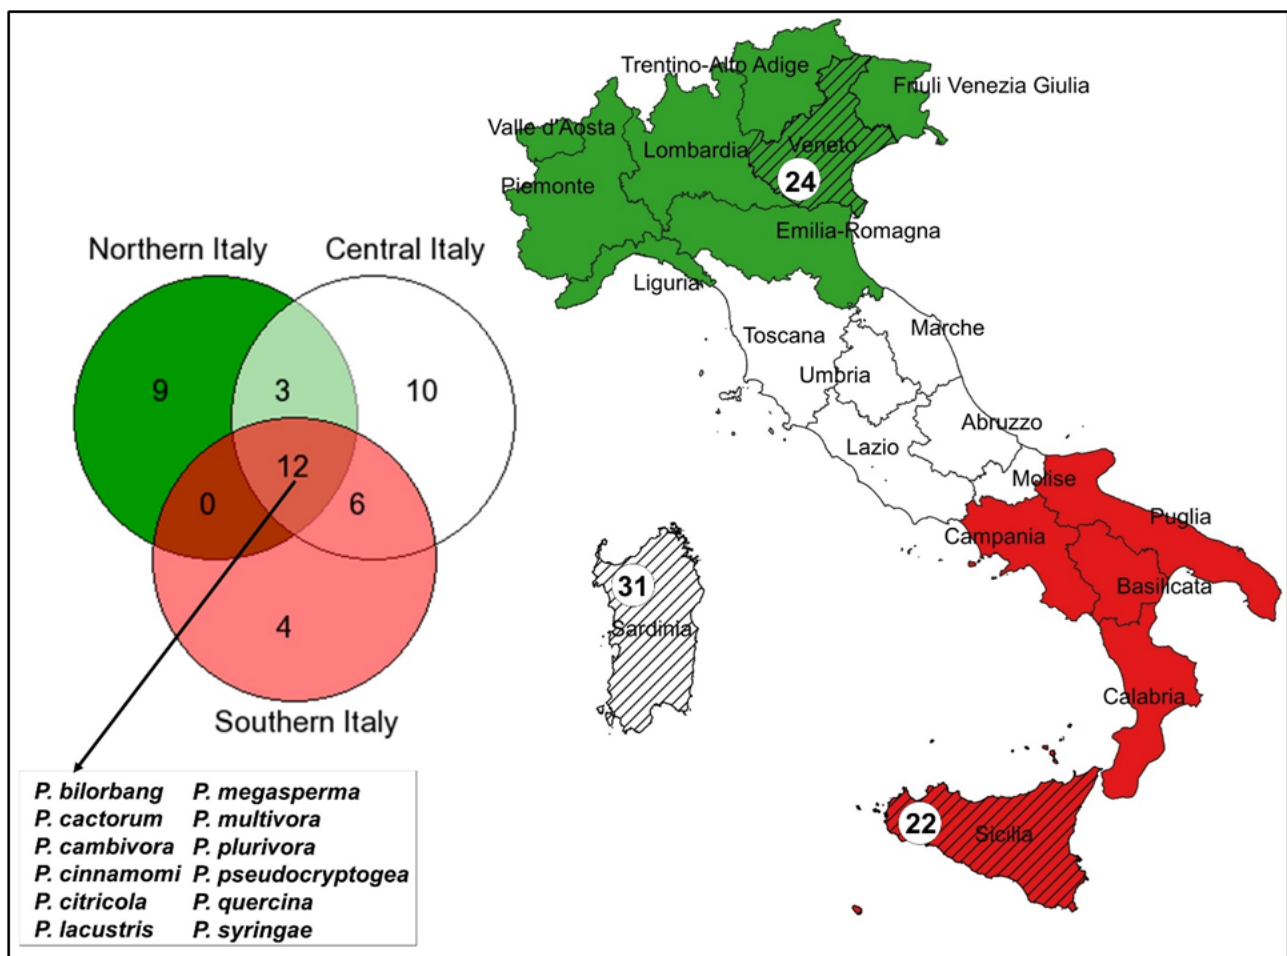 Trentino-Alto Adige
Friuli Venezia Giulia
Valle d'Aosta
Lombardia
Veneto
Piemonte
24
Emilia-Romagna
Liguria
Toscana
Marche
Umbria
Abruzzo
Lazio
Molise
Puglia
Campania
Basilicata
31
Sardinia
Calabria
22
Sicilia
Northern Italy
Central Italy
9
3
10
12
0
6
4
Southern Italy
P. bilorbang P. megasperma
P. cactorum P. multivora
P. cambivora P. plurivora
P. cinnamomi P. pseudocryptogea
P. citricola P. quercina
P. lacustris P. syringae